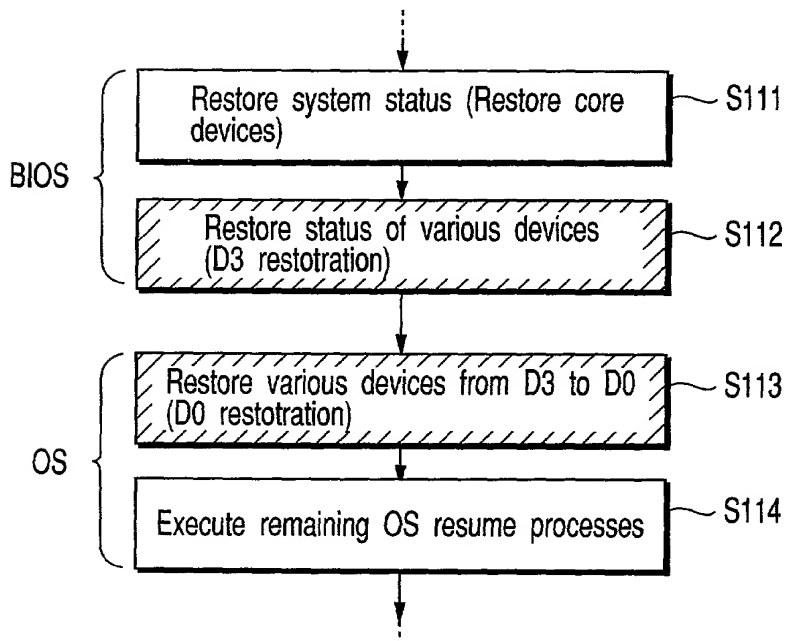 Restore system status (Restore core
devices)
S111
BIOS
Restore status of various devices
(D3 restotration)
S112
Restore various devices from D3 to D0
(D0 restotration)
S113
OS
Execute remaining OS resume processes
S114